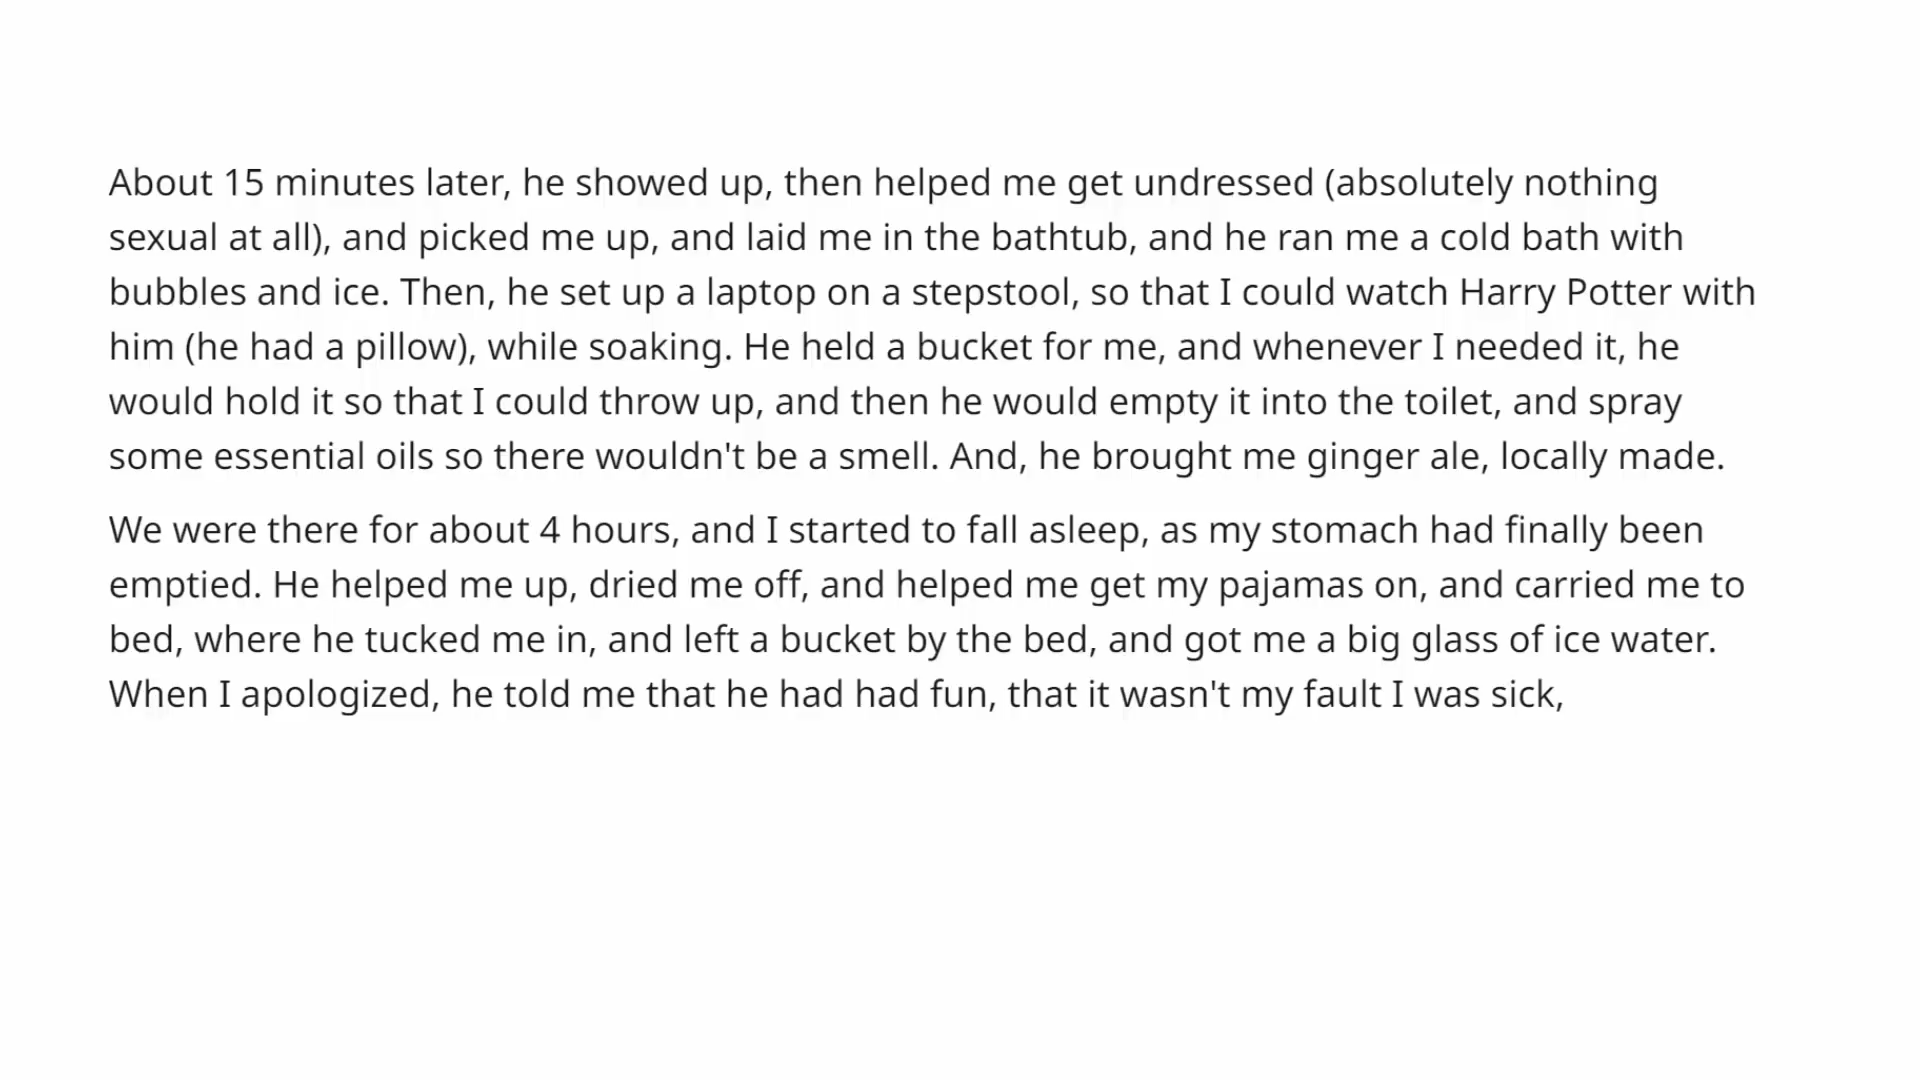 About 15 minutes later, he showed up, then helped me get undressed (absolutely nothing
sexual at all), and picked me up, and laid me in the bathtub, and he ran me a cold bath with
bubbles and ice. Then, he set up a laptop on a stepstool, so that I could watch Harry Potter with
him (he had a pillow), while soaking. He held a bucket for me, and whenever I needed it, he
would hold it so that I could throw up, and then he would empty it into the toilet, and spray
some essential oils so there wouldn't be a smell. And, he brought me ginger ale, locally made.
We were there for about 4 hours, and I started to fall asleep, as my stomach had finally been
emptied. He helped me up, dried me off, and helped me get my pajamas on, and carried me to
bed, where he tucked me in, and left a bucket by the bed, and got me a big glass of ice water.
When I apologized, he told me that he had had fun, that it wasn't my fault I was sick,